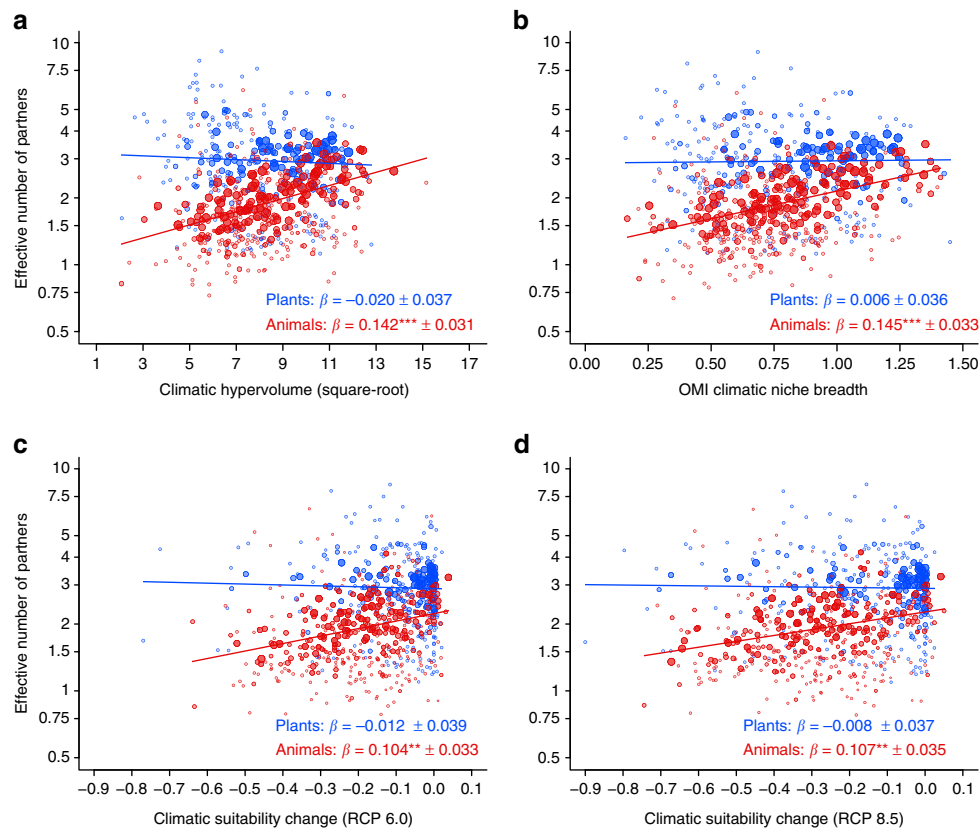 a
Effective number of partners
10
7.5
5
4
3
2
1.5
1
0.75
0.5
Plants: β = −0.020 ± 0.037
Animals: β = 0.142*** ± 0.031
1 3 5 7 9 11 13 15 17
Climatic hypervolume (square-root)
b
10
7.5
5
4
3
2
1.5
1
0.75
0.5
Plants: β = 0.006 ± 0.036
Animals: β = 0.145*** ± 0.033
0.00 0.25 0.50 0.75 1.00 1.25 1.50
OMI climatic niche breadth
c
Effective number of partners
10
7.5
5
4
3
2
1.5
1
0.75
0.5
Plants: β = −0.012 ± 0.039
Animals: β = 0.104** ± 0.033
−0.9 −0.8 −0.7 −0.6 −0.5 −0.4 −0.3 −0.2 −0.1 0.0 0.1
Climatic suitability change (RCP 6.0)
d
10
7.5
5
4
3
2
1.5
1
0.75
0.5
Plants: β = −0.008 ± 0.037
Animals: β = 0.107** ± 0.035
−0.9 −0.8 −0.7 −0.6 −0.5 −0.4 −0.3 −0.2 −0.1 0.0 0.1
Climatic suitability change (RCP 8.5)